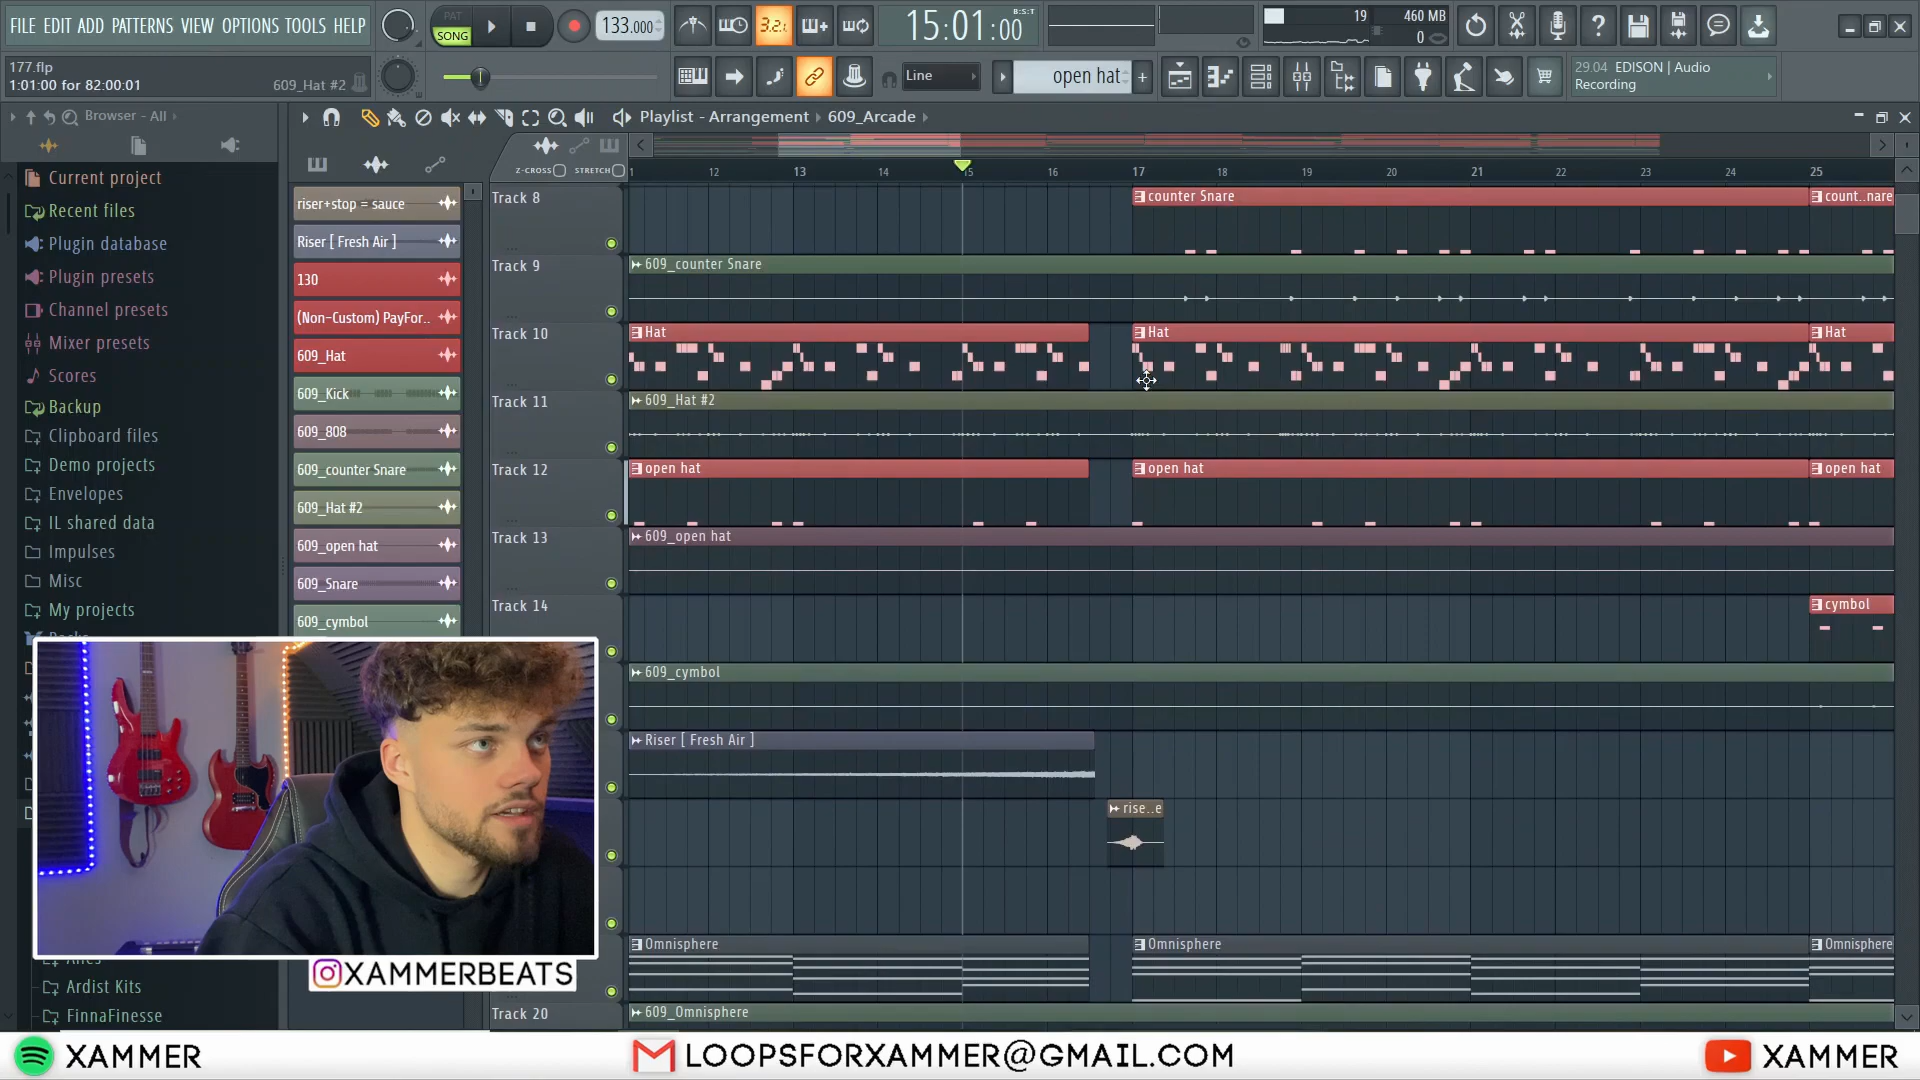 FILE EDIT ADD PATTERNS VIEW OPTIONS TOOLS HELP
PAT
SONG
133.000
3.2.
15:01:00
B:S:T
19
460 MB
0
177.flp
1:01:00 for 82:00:01
609_Hat #2
Line
open hat
29.04 EDISON | Audio
Recording
Browser - All
Playlist - Arrangement
609_Arcade
Z-CROSS
STRETCH
11 12 13 14 15 16 17 18 19 20 21 22 23 24 25
Current project
Recent files
Plugin database
Plugin presets
Channel presets
Mixer presets
Scores
Backup
Clipboard files
Demo projects
Envelopes
IL shared data
Impulses
Misc
My projects
Ardist Kits
FinnaFinesse
riser+stop = sauce
Riser [ Fresh Air ]
130
(Non-Custom) PayFor..
609_Hat
609_Kick
609_808
609_counter Snare
609_Hat #2
609_open hat
609_Snare
609_cymbol
Track 8
counter Snare
count..nare
Track 9
609_counter Snare
Track 10
Hat
Hat
Hat
Track 11
609_Hat #2
Track 12
open hat
open hat
open hat
Track 13
609_open hat
Track 14
cymbol
609_cymbol
Riser [ Fresh Air ]
rise..e
Omnisphere
Omnisphere
Omnisphere
Track 20
609_Omnisphere
XAMMERBEATS
XAMMER
LOOPSFORXAMMER@GMAIL.COM
XAMMER